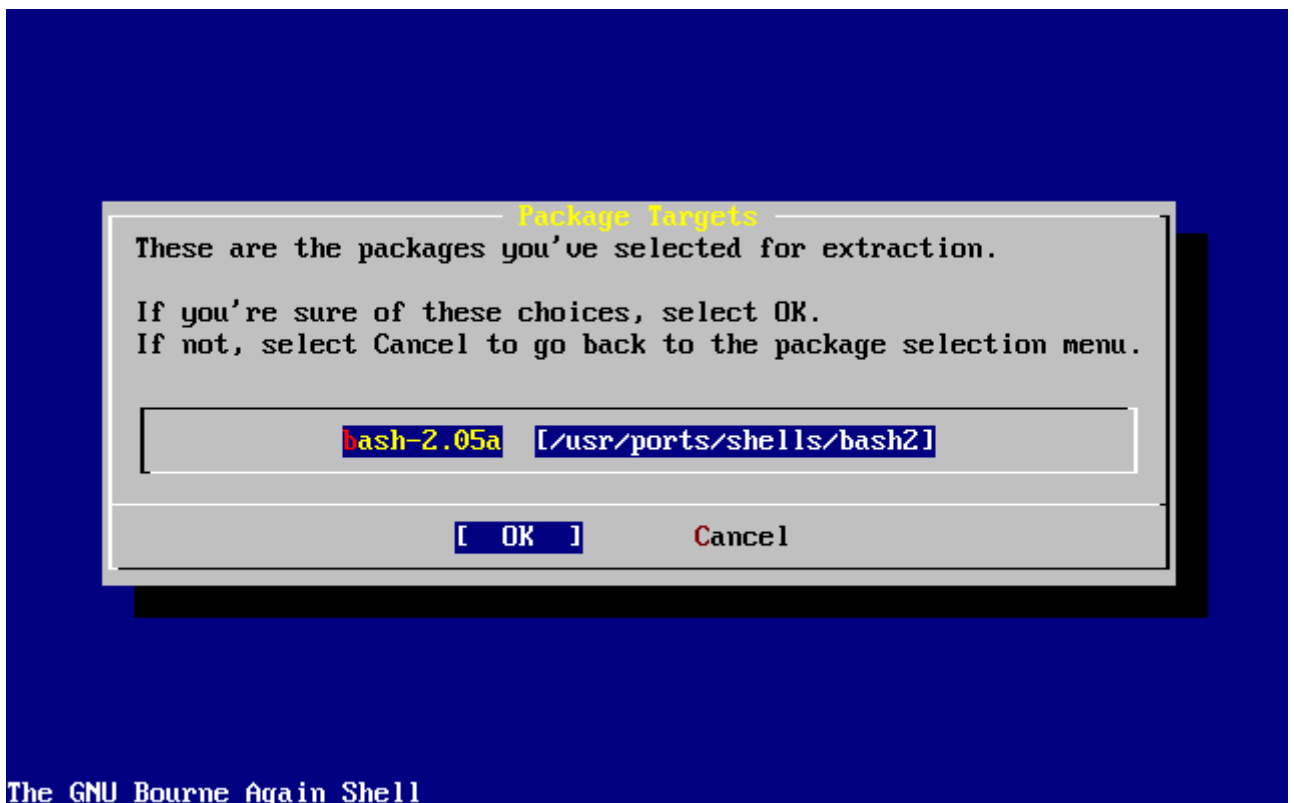 Package Targets
These are the packages you've selected for extraction.
If you're sure of these choices, select OK.
If not, select Cancel to go back to the package selection menu.
bash-2.05a [/usr/ports/shells/bash2]
[ OK ] Cancel
The GNU Bourne Again Shell